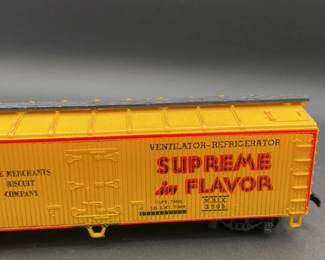 VENTILATOR-REFRIGERATOR
SUPREME
in FLAVOR
MERCHANTS
BISCUIT
COMPANY